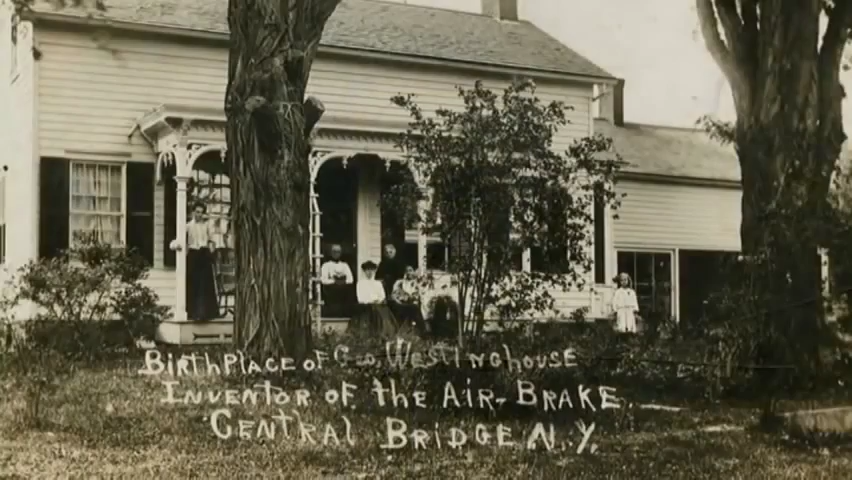 BirthPlace of Geo Westinghouse
Inventor of the Air-Brake
Central Bridge N.Y.